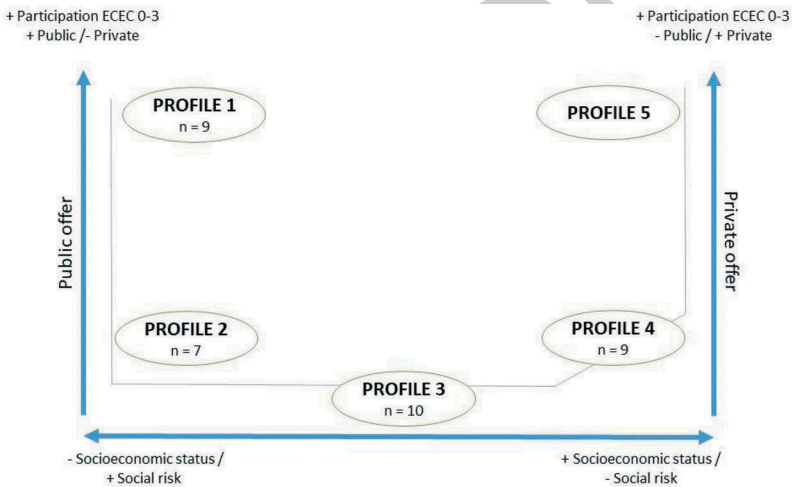 + Participation ECEC 0-3
+ Public /- Private
+ Participation ECEC 0-3
- Public / + Private
PROFILE 1
n = 9
PROFILE 5
Public offer
Private offer
PROFILE 2
n = 7
PROFILE 4
n = 9
PROFILE 3
n = 10
- Socioeconomic status /
+ Social risk
+ Socioeconomic status /
- Social risk